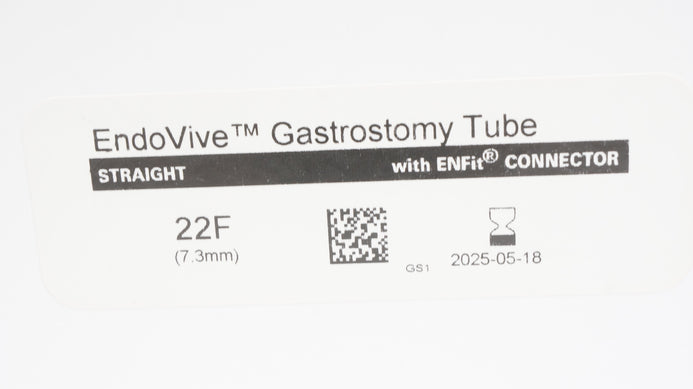 EndoVive™ Gastrostomy Tube
STRAIGHT with ENFit® CONNECTOR
22F
(7.3mm)
GS1
2025-05-18